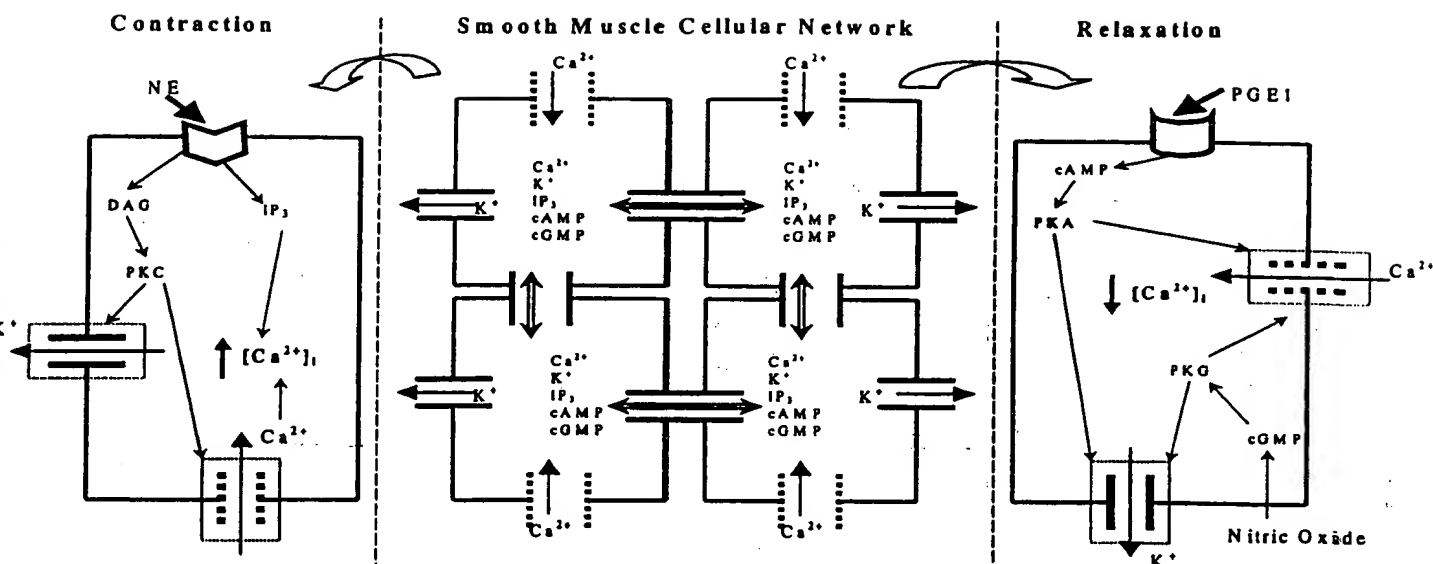 Contraction
Smooth Muscle Cellular Network
Relaxation
NE
DAG
IP₃
PKC
K⁺
[Ca²⁺]ᵢ
Ca²⁺
Ca²⁺
Ca²⁺
Ca²⁺
K⁺
IP₃
cAMP
cGMP
Ca²⁺
K⁺
IP₃
cAMP
cGMP
K⁺
K⁺
Ca²⁺
K⁺
IP₃
cAMP
cGMP
Ca²⁺
K⁺
IP₃
cAMP
cGMP
K⁺
K⁺
Ca²⁺
Ca²⁺
PGE1
cAMP
PKA
Ca²⁺
[Ca²⁺]ᵢ
PKG
cGMP
Nitric Oxide
K⁺